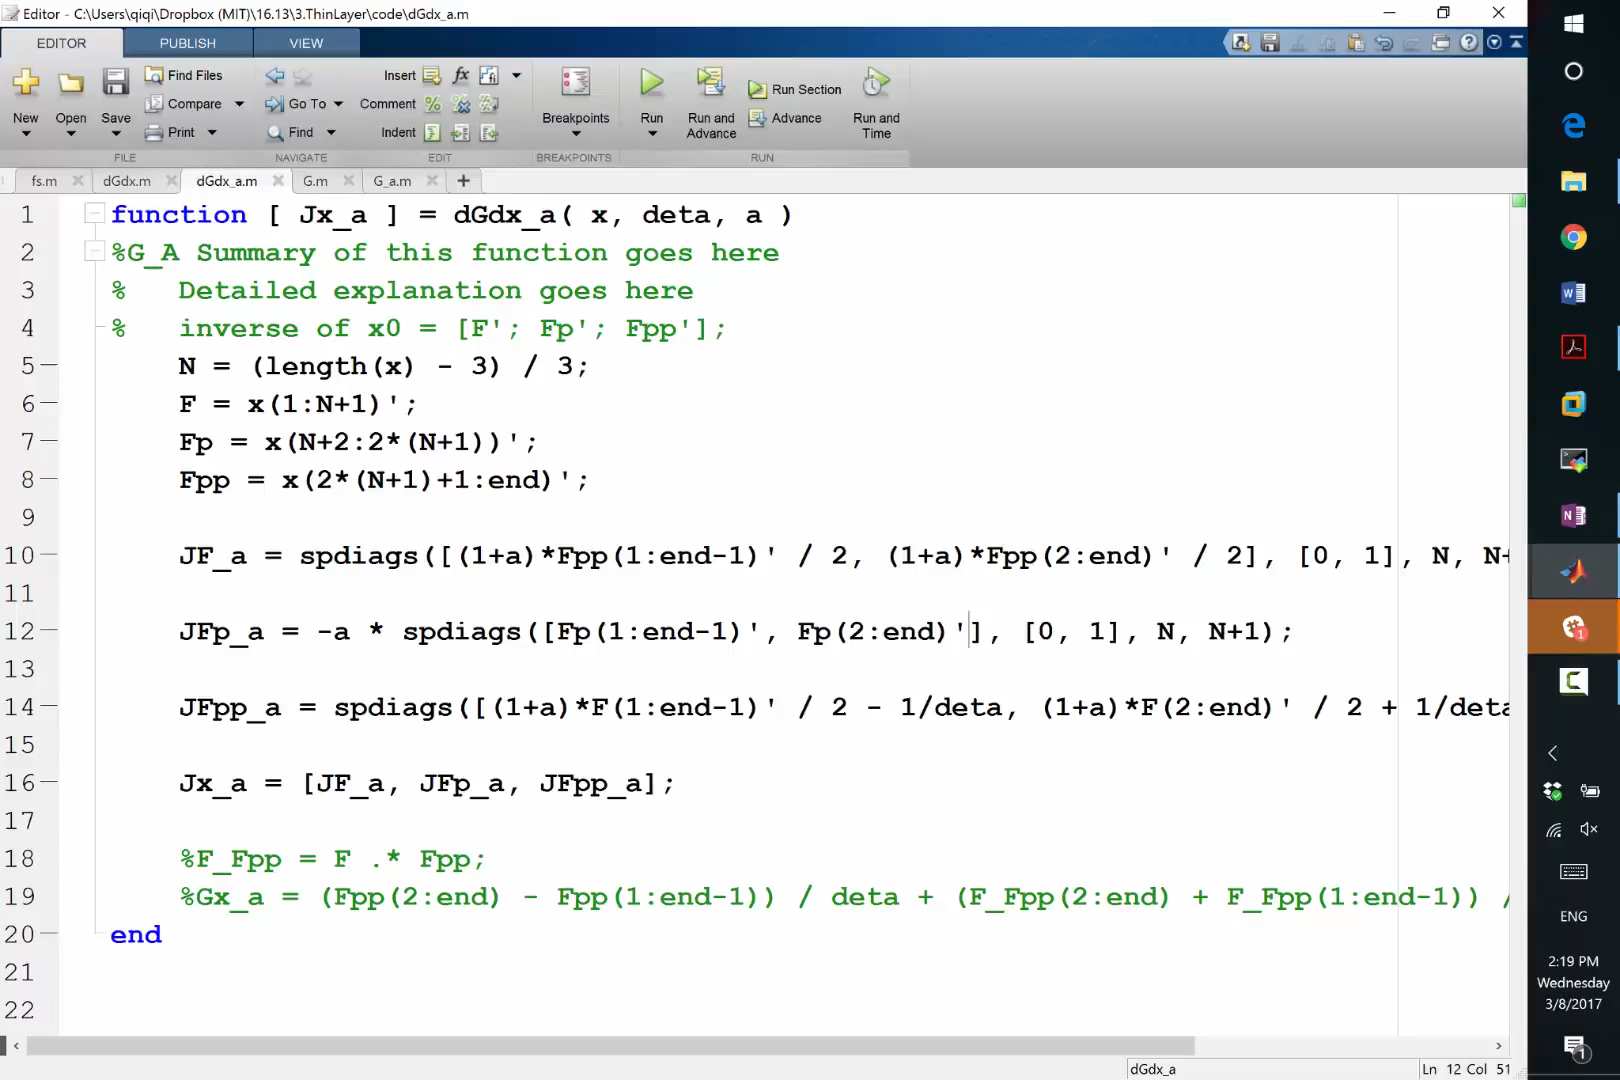 Editor - C:\Users\qiqi\Dropbox (MIT)\16.13\3.ThinLayer\code\dGdx_a.m
EDITOR PUBLISH VIEW
New Open Save
Find Files
Compare
Print
FILE
Go To
Find
NAVIGATE
Insert fx
Comment
Indent
EDIT
Breakpoints
BREAKPOINTS
Run
Run and Advance
Run Section
Advance
Run and Time
RUN
fs.m dGdx.m dGdx_a.m G.m G_a.m +
1 function [ Jx_a ] = dGdx_a( x, deta, a )
2 %G_A Summary of this function goes here
3 %   Detailed explanation goes here
4 %   inverse of x0 = [F'; Fp'; Fpp'];
5 N = (length(x) - 3) / 3;
6 F = x(1:N+1)';
7 Fp = x(N+2:2*(N+1))';
8 Fpp = x(2*(N+1)+1:end)';
9
10 JF_a = spdiags([(1+a)*Fpp(1:end-1)' / 2, (1+a)*Fpp(2:end)' / 2], [0, 1], N, N+
11
12 JFp_a = -a * spdiags([Fp(1:end-1)', Fp(2:end)'], [0, 1], N, N+1);
13
14 JFpp_a = spdiags([(1+a)*F(1:end-1)' / 2 - 1/deta, (1+a)*F(2:end)' / 2 + 1/deta
15
16 Jx_a = [JF_a, JFp_a, JFpp_a];
17
18 %F_Fpp = F .* Fpp;
19 %Gx_a = (Fpp(2:end) - Fpp(1:end-1)) / deta + (F_Fpp(2:end) + F_Fpp(1:end-1)) /
20 end
21
22
dGdx_a
Ln 12 Col 51
ENG
2:19 PM
Wednesday
3/8/2017
1